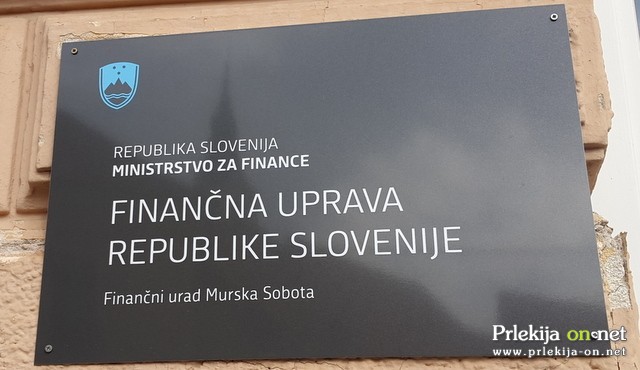 REPUBLIKA SLOVENIJA
MINISTRSTVO ZA FINANCE
FINANČNA UPRAVA
REPUBLIKE SLOVENIJE
Finančni urad Murska Sobota
Prlekija on.net
www.prlekija-on.net